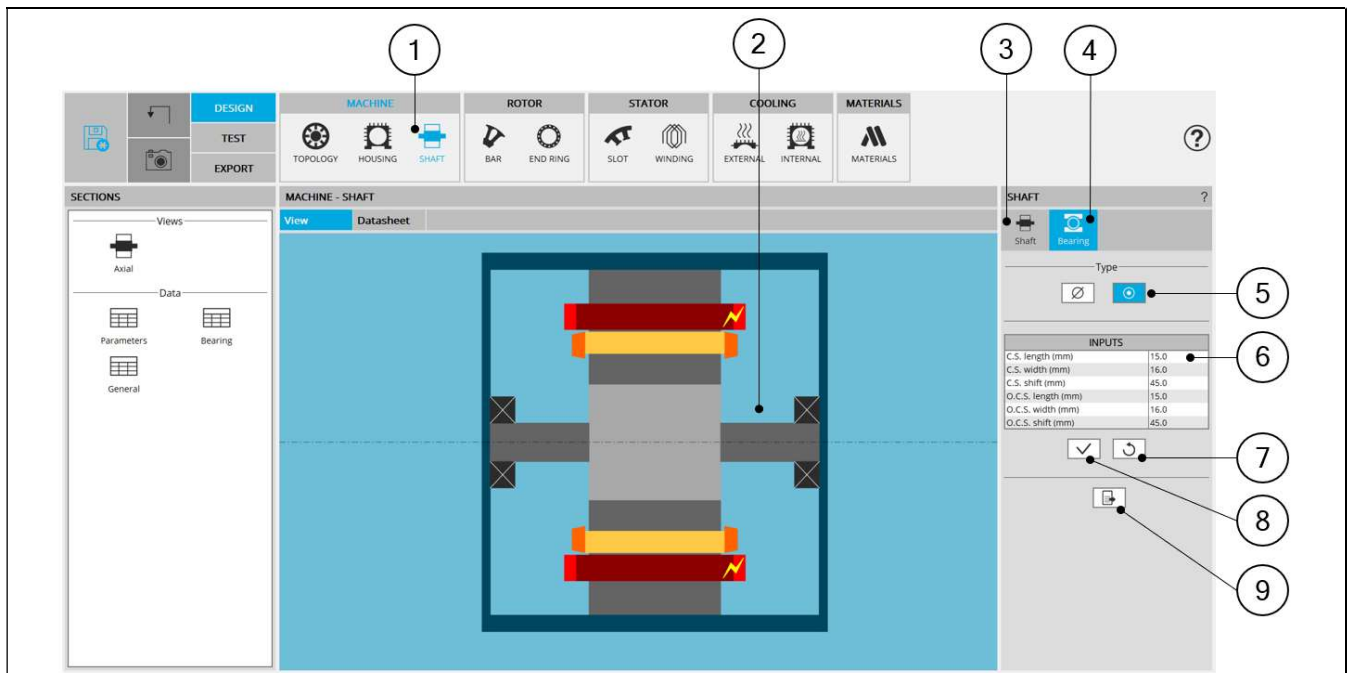 1
2
3
4
DESIGN
TEST
EXPORT
MACHINE
TOPOLOGY
HOUSING
SHAFT
ROTOR
BAR
END RING
STATOR
SLOT
WINDING
COOLING
EXTERNAL
INTERNAL
MATERIALS
MATERIALS
?
SECTIONS
Views
Axial
Data
Parameters
Bearing
General
MACHINE - SHAFT
View
Datasheet
SHAFT ?
Shaft
Bearing
Type
5
INPUTS
C.S. length (mm) 15.0
C.S. width (mm) 16.0
C.S. shift (mm) 45.0
O.C.S. length (mm) 15.0
O.C.S. width (mm) 16.0
O.C.S. shift (mm) 45.0
6
7
8
9